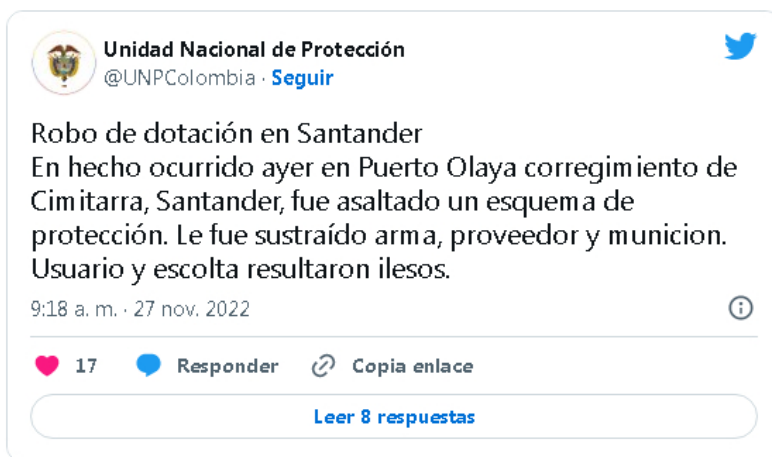 Unidad Nacional de Protección
@UNPColombia · Seguir
Robo de dotación en Santander
En hecho ocurrido ayer en Puerto Olaya corregimiento de
Cimitarra, Santander, fue asaltado un esquema de
protección. Le fue sustraído arma, proveedor y municion.
Usuario y escolta resultaron ilesos.
9:18 a. m. · 27 nov. 2022
17 Responder Copia enlace
Leer 8 respuestas